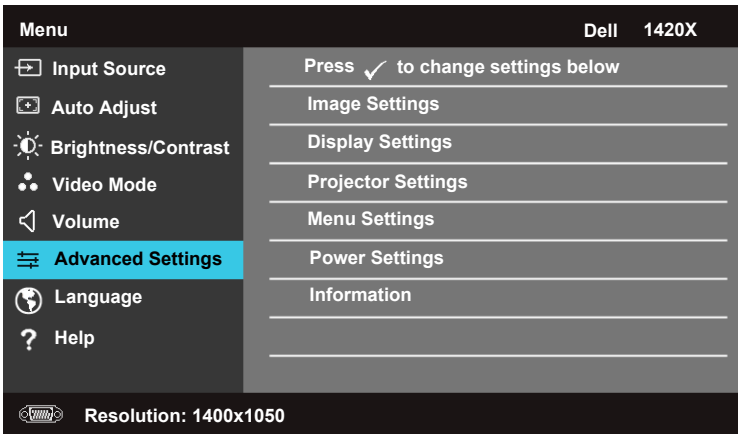 Menu Dell 1420X
Input Source
Auto Adjust
Brightness/Contrast
Video Mode
Volume
Advanced Settings
Language
Help
Press ✓ to change settings below
Image Settings
Display Settings
Projector Settings
Menu Settings
Power Settings
Information
Resolution: 1400x1050